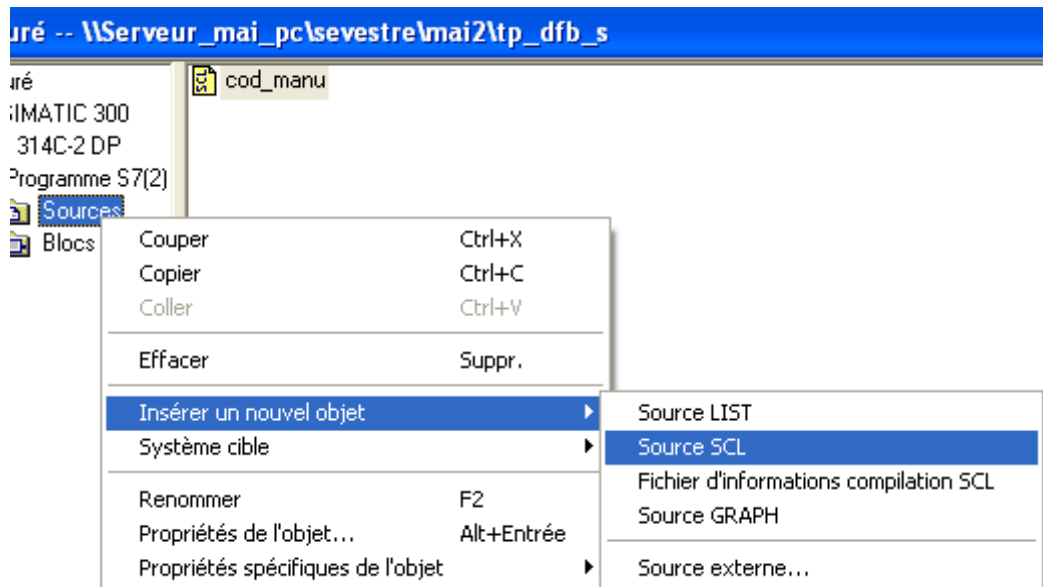 uré -- \\Serveur_mai_pc\sevestre\mai2\tp_dfb_s
uré
SCL cod_manu
SIMATIC 300
314C-2 DP
Programme S7(2)
Sources
Blocs
Couper Ctrl+X
Copier Ctrl+C
Coller Ctrl+V
Effacer Suppr.
Insérer un nouvel objet
Système cible
Renommer F2
Propriétés de l'objet... Alt+Entrée
Propriétés spécifiques de l'objet
Source LIST
Source SCL
Fichier d'informations compilation SCL
Source GRAPH
Source externe...